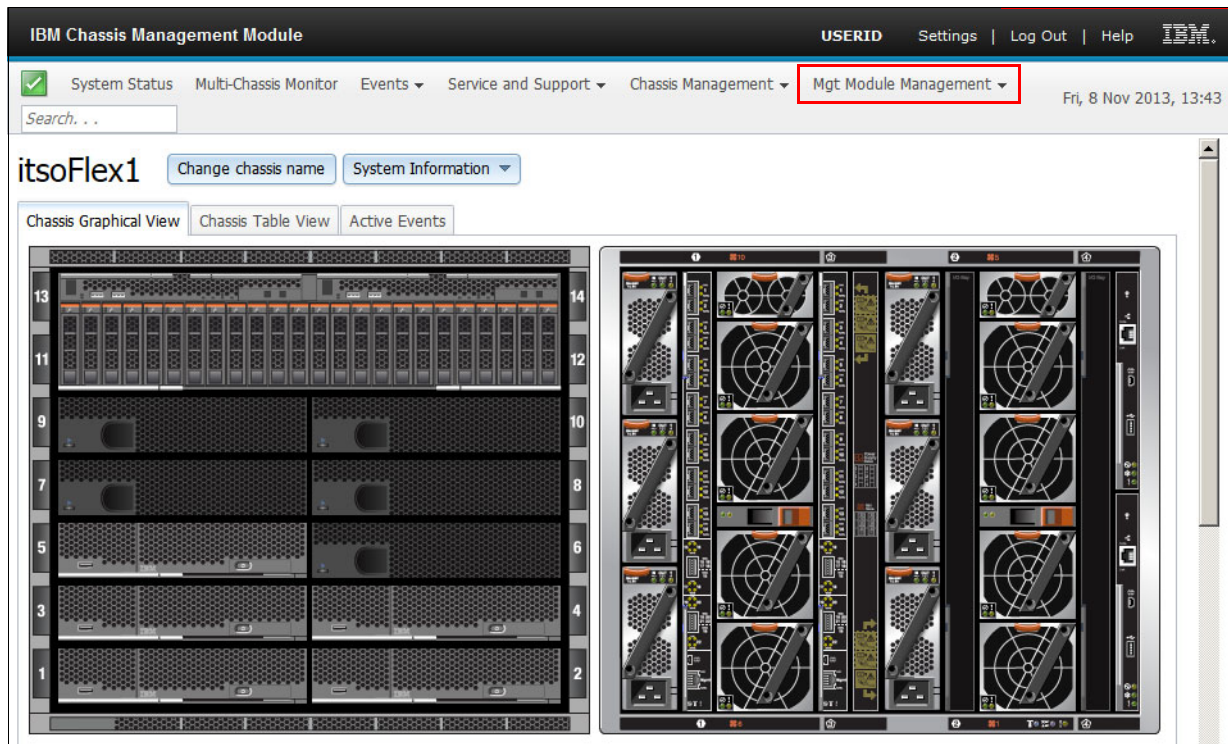 IBM Chassis Management Module
USERID Settings | Log Out | Help IBM.
System Status Multi-Chassis Monitor Events Service and Support Chassis Management Mgt Module Management
Fri, 8 Nov 2013, 13:43
Search. . .
itsoFlex1 Change chassis name System Information
Chassis Graphical View Chassis Table View Active Events
13 14
11 12
9 10
7 8
5 6
3 4
1 2